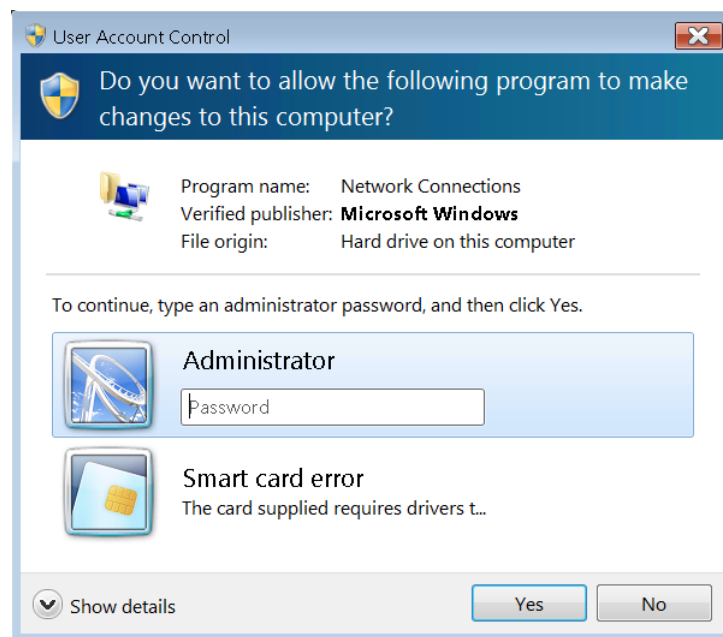 User Account Control
Do you want to allow the following program to make
changes to this computer?
Program name: Network Connections
Verified publisher: Microsoft Windows
File origin: Hard drive on this computer
To continue, type an administrator password, and then click Yes.
Administrator
Password
Smart card error
The card supplied requires drivers t...
Show details
Yes
No